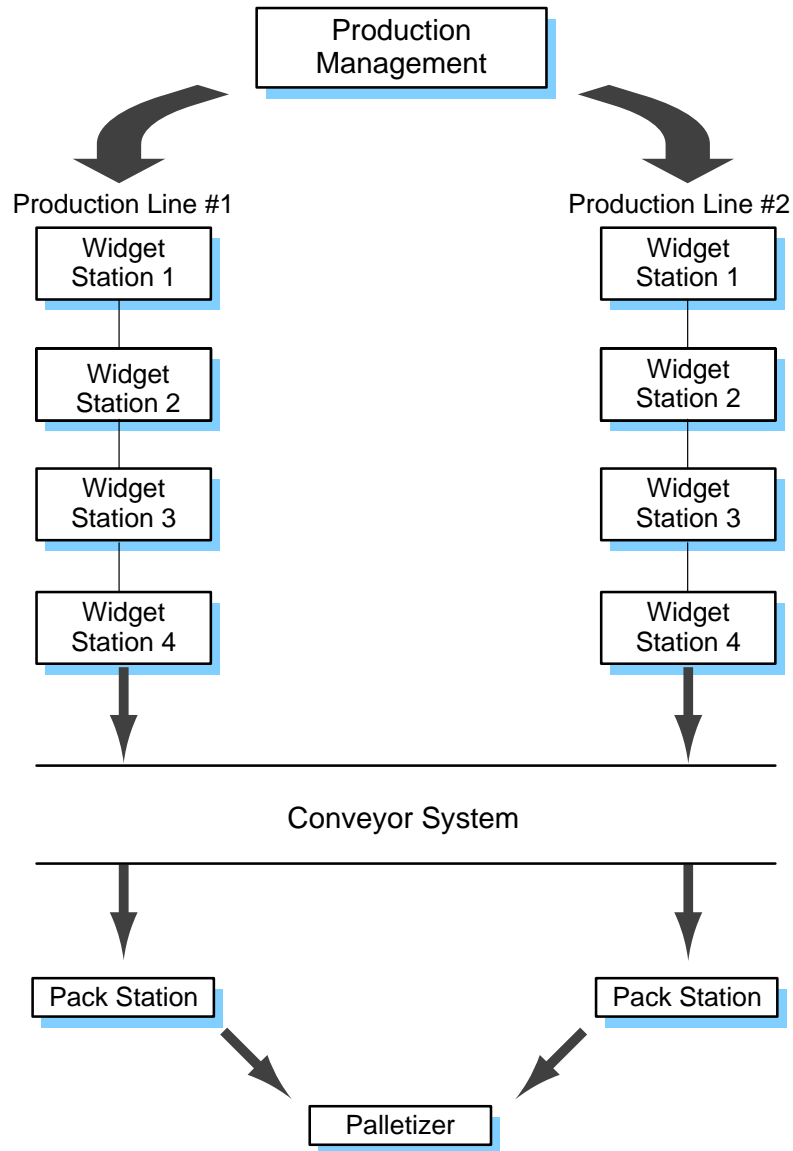 Production
Management
Production Line #1
Production Line #2
Widget
Station 1
Widget
Station 1
Widget
Station 2
Widget
Station 2
Widget
Station 3
Widget
Station 3
Widget
Station 4
Widget
Station 4
Conveyor System
Pack Station
Pack Station
Palletizer